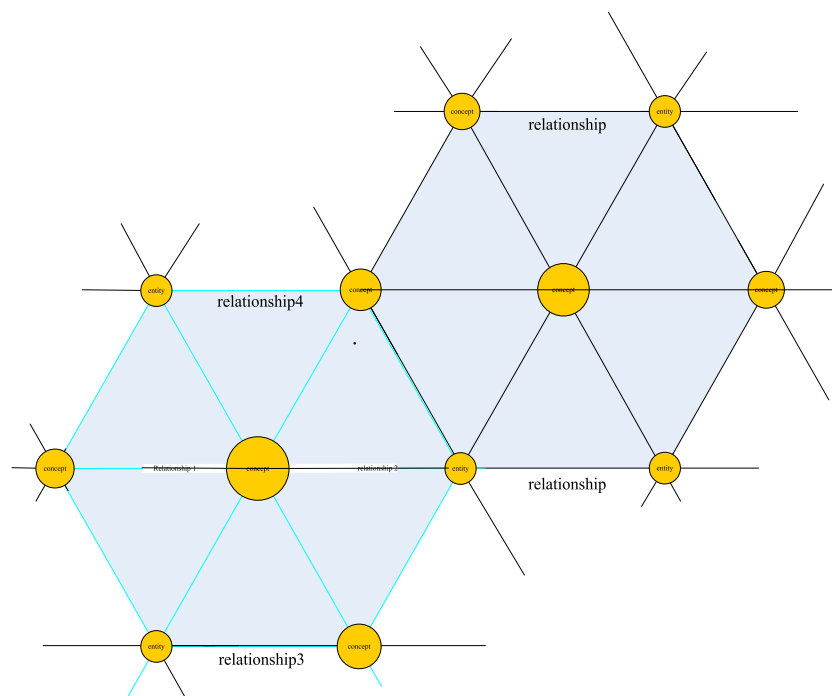 concept
entity
relationship
entity
concept
concept
concept
relationship4
concept
Relationship 1
concept
relationship 2
entity
entity
relationship
entity
concept
relationship3